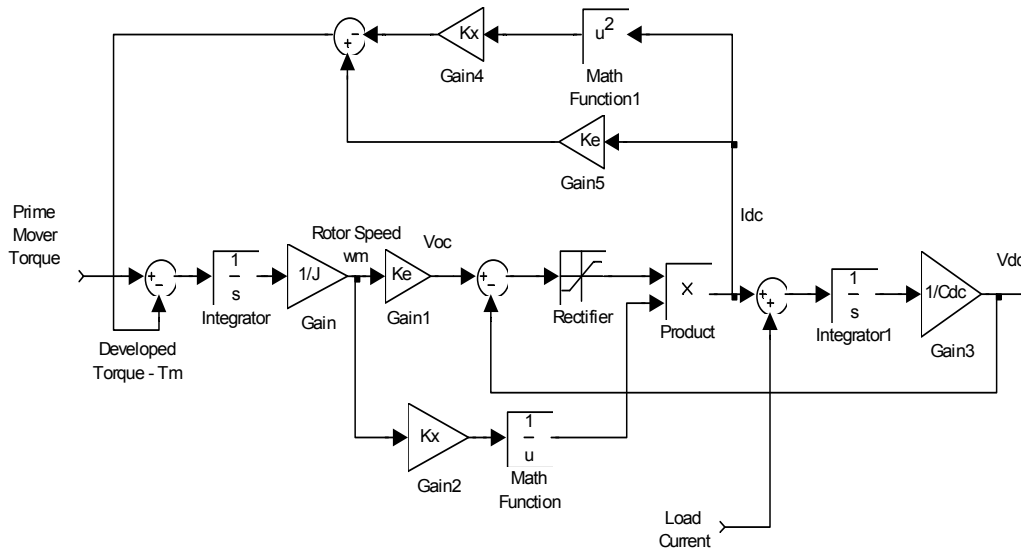 Kx
Gain4
u²
Math
Function1
Ke
Gain5
Idc
Prime
Mover
Torque
Rotor Speed
wm
Voc
Vdc
+
-
+
-
1
s
Integrator
1/J
Gain
Ke
Gain1
+
-
Rectifier
X
Product
+
+
1
s
Integrator1
1/Cdc
Gain3
Developed
Torque - Tm
Kx
Gain2
1
u
Math
Function
Load
Current